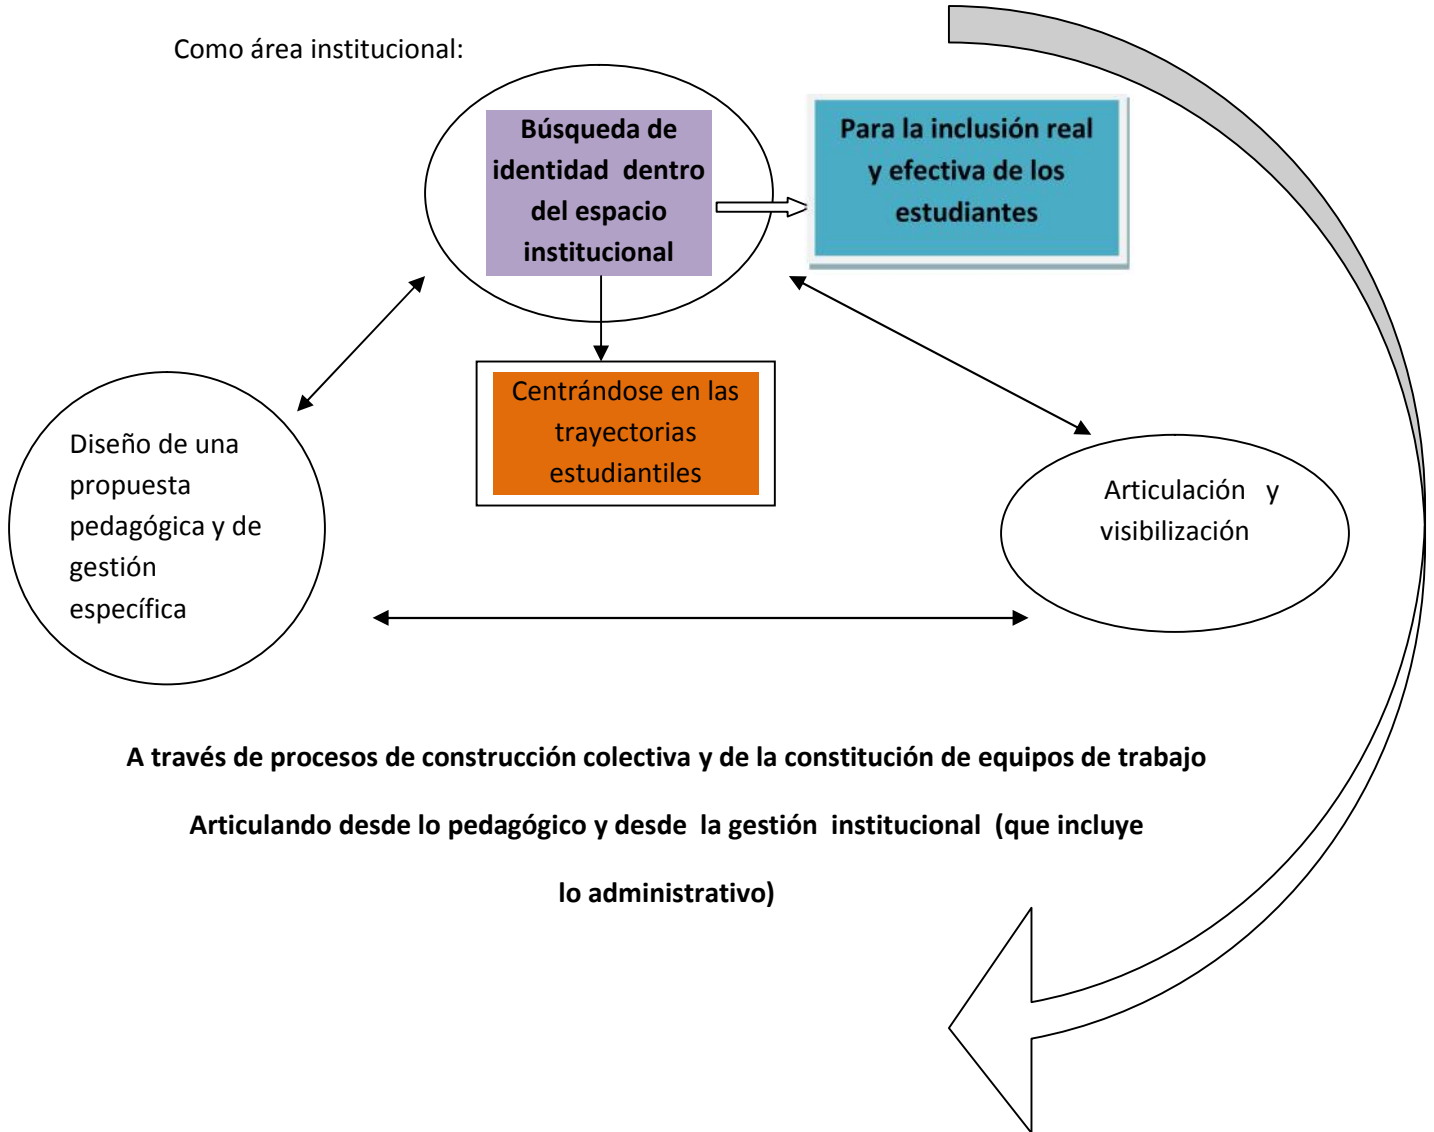 Como área institucional:
Búsqueda de
identidad dentro
del espacio
institucional
Para la inclusión real
y efectiva de los
estudiantes
Centrándose en las
trayectorias
estudiantiles
Diseño de una
propuesta
pedagógica y de
gestión
específica
Articulación y
visibilización
A través de procesos de construcción colectiva y de la constitución de equipos de trabajo
Articulando desde lo pedagógico y desde la gestión institucional (que incluye
lo administrativo)